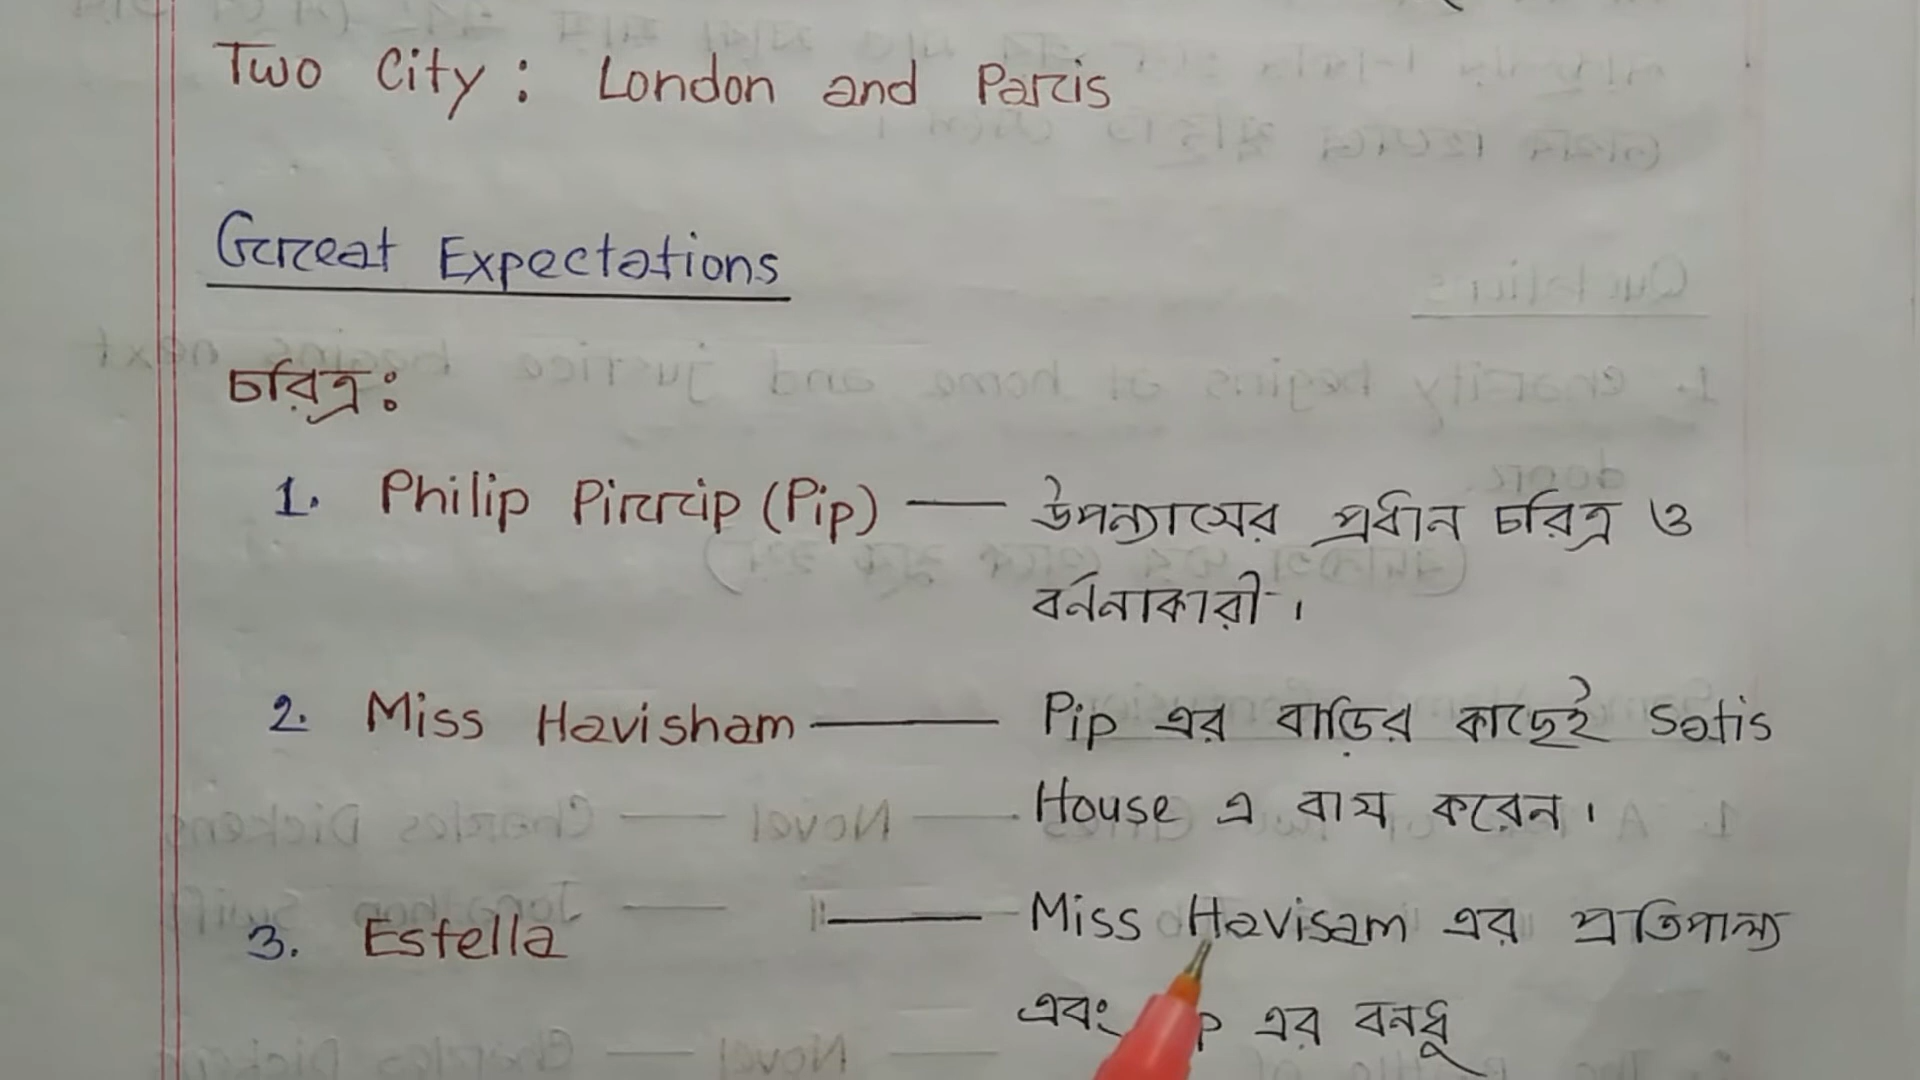 Two City : London and Paris
Great Expectations
চরিত্র :
1. Philip Pirrip (Pip) — উপন্যাসের প্রধান চরিত্র ও
বর্ননাকারী ।
2. Miss Havisham — Pip এর বাড়ির কাছেই Satis
House এ বাস করেন ।
3. Estella — Miss Havisam এর প্রতিপাল্য
এবং এর বন্ধু